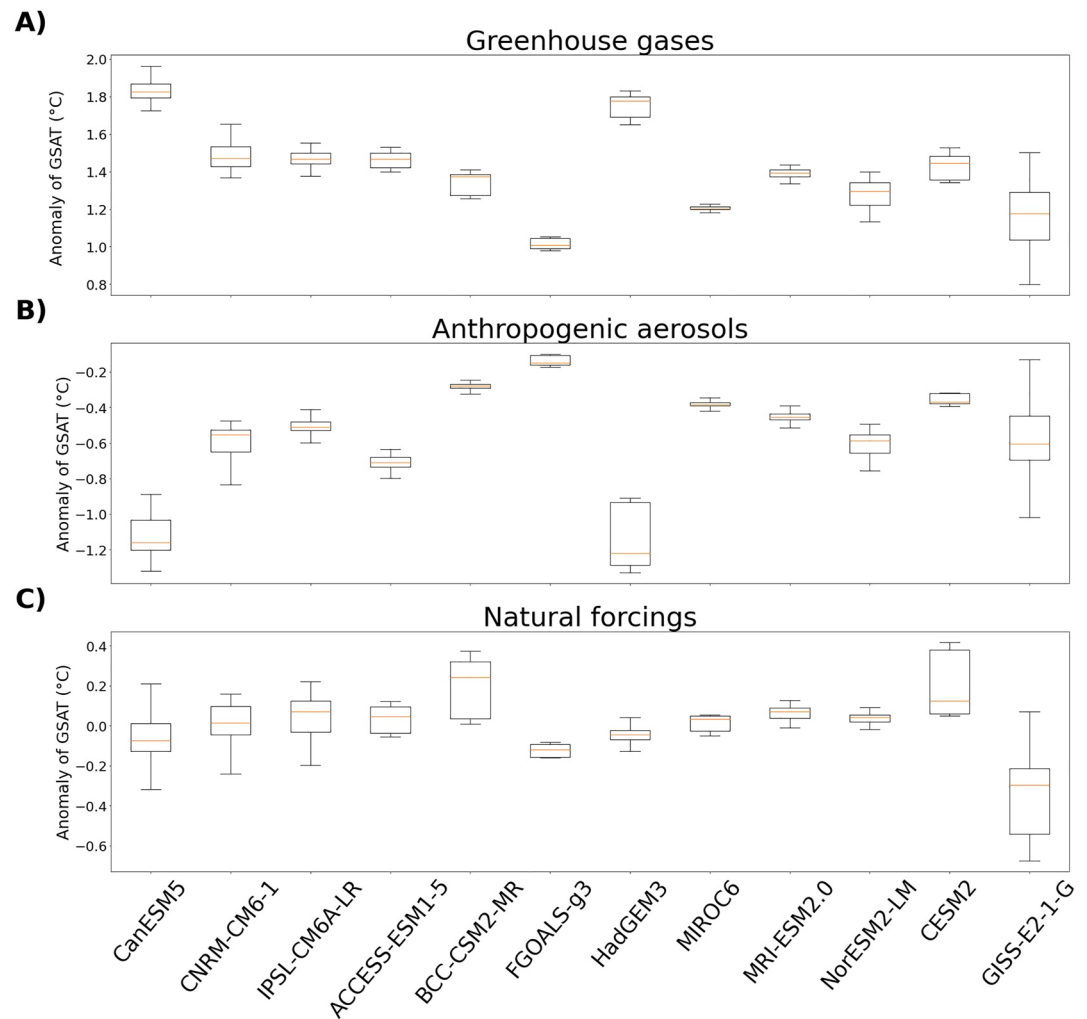 A)
Greenhouse gases
Anomaly of GSAT (°C)
2.0
1.8
1.6
1.4
1.2
1.0
0.8
B)
Anthropogenic aerosols
Anomaly of GSAT (°C)
−0.2
−0.4
−0.6
−0.8
−1.0
−1.2
C)
Natural forcings
Anomaly of GSAT (°C)
0.4
0.2
0.0
−0.2
−0.4
−0.6
CanESM5
CNRM-CM6-1
IPSL-CM6A-LR
ACCESS-ESM1-5
BCC-CSM2-MR
FGOALS-g3
HadGEM3
MIROC6
MRI-ESM2.0
NorESM2-LM
CESM2
GISS-E2-1-G